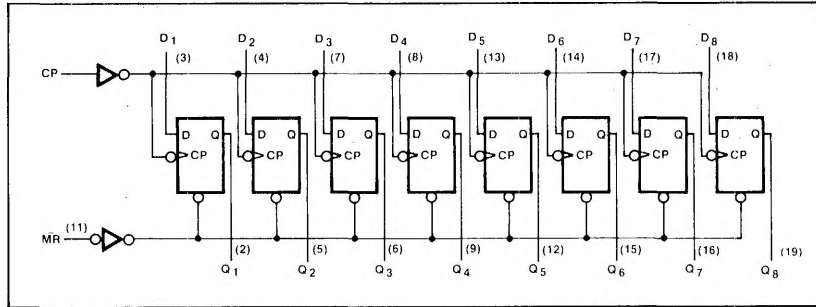 D1 D2 D3 D4 D5 D6 D7 D8
(3) (4) (7) (8) (13) (14) (17) (18)
CP
D Q D Q D Q D Q D Q D Q D Q D Q
CP CP CP CP CP CP CP CP
MR (11)
(2) (5) (6) (9) (12) (15) (16) (19)
Q1 Q2 Q3 Q4 Q5 Q6 Q7 Q8